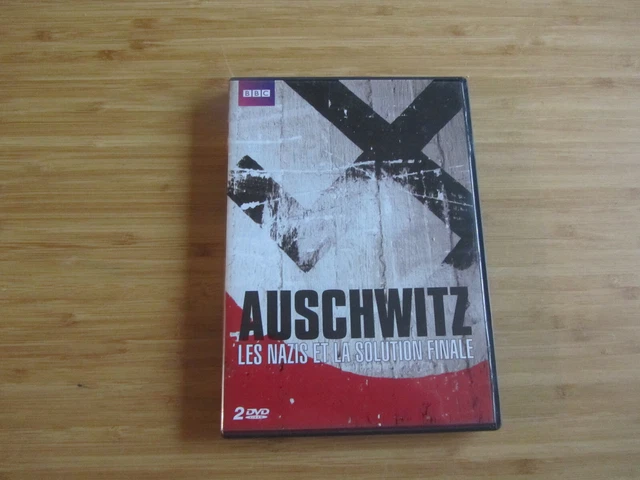 BBC
AUSCHWITZ
LES NAZIS ET LA SOLUTION FINALE
2 DVD